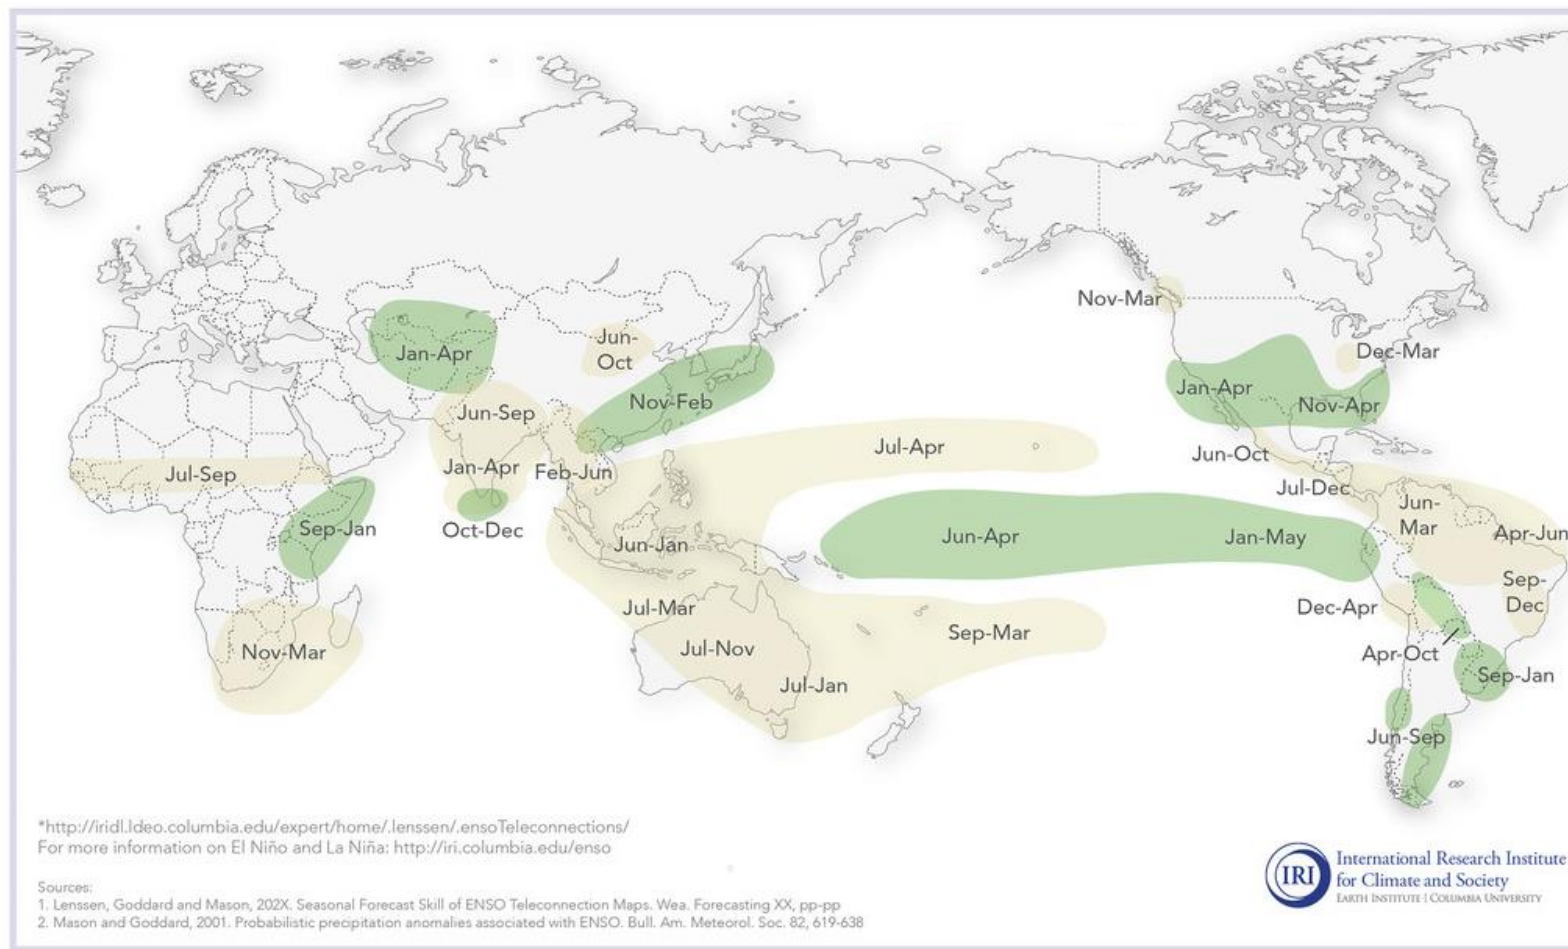 Nov-Mar
Jun-
Oct
Dec-Mar
Jan-Apr
Jan-Apr
Nov-Feb
Nov-Apr
Jun-Sep
Jul-Apr
Jun-Oct
Jul-Sep
Jan-Apr
Feb-Jun
Jul-Dec
Jun-
Mar
Sep-Jan
Oct-Dec
Jun-Jan
Jun-Apr
Jan-May
Apr-Jun
Sep-
Dec
Jul-Mar
Dec-Apr
Nov-Mar
Jul-Nov
Sep-Mar
Apr-Oct
Jul-Jan
Sep-Jan
Jun-Sep
*http://iridl.ldeo.columbia.edu/expert/home/.lenssen/.ensoTeleconnections/
For more information on El Niño and La Niña: http://iri.columbia.edu/enso
Sources:
1. Lenssen, Goddard and Mason, 202X. Seasonal Forecast Skill of ENSO Teleconnection Maps. Wea. Forecasting XX, pp-pp
2. Mason and Goddard, 2001. Probabilistic precipitation anomalies associated with ENSO. Bull. Am. Meteorol. Soc. 82, 619-638
IRI
International Research Institute
for Climate and Society
EARTH INSTITUTE | COLUMBIA UNIVERSITY